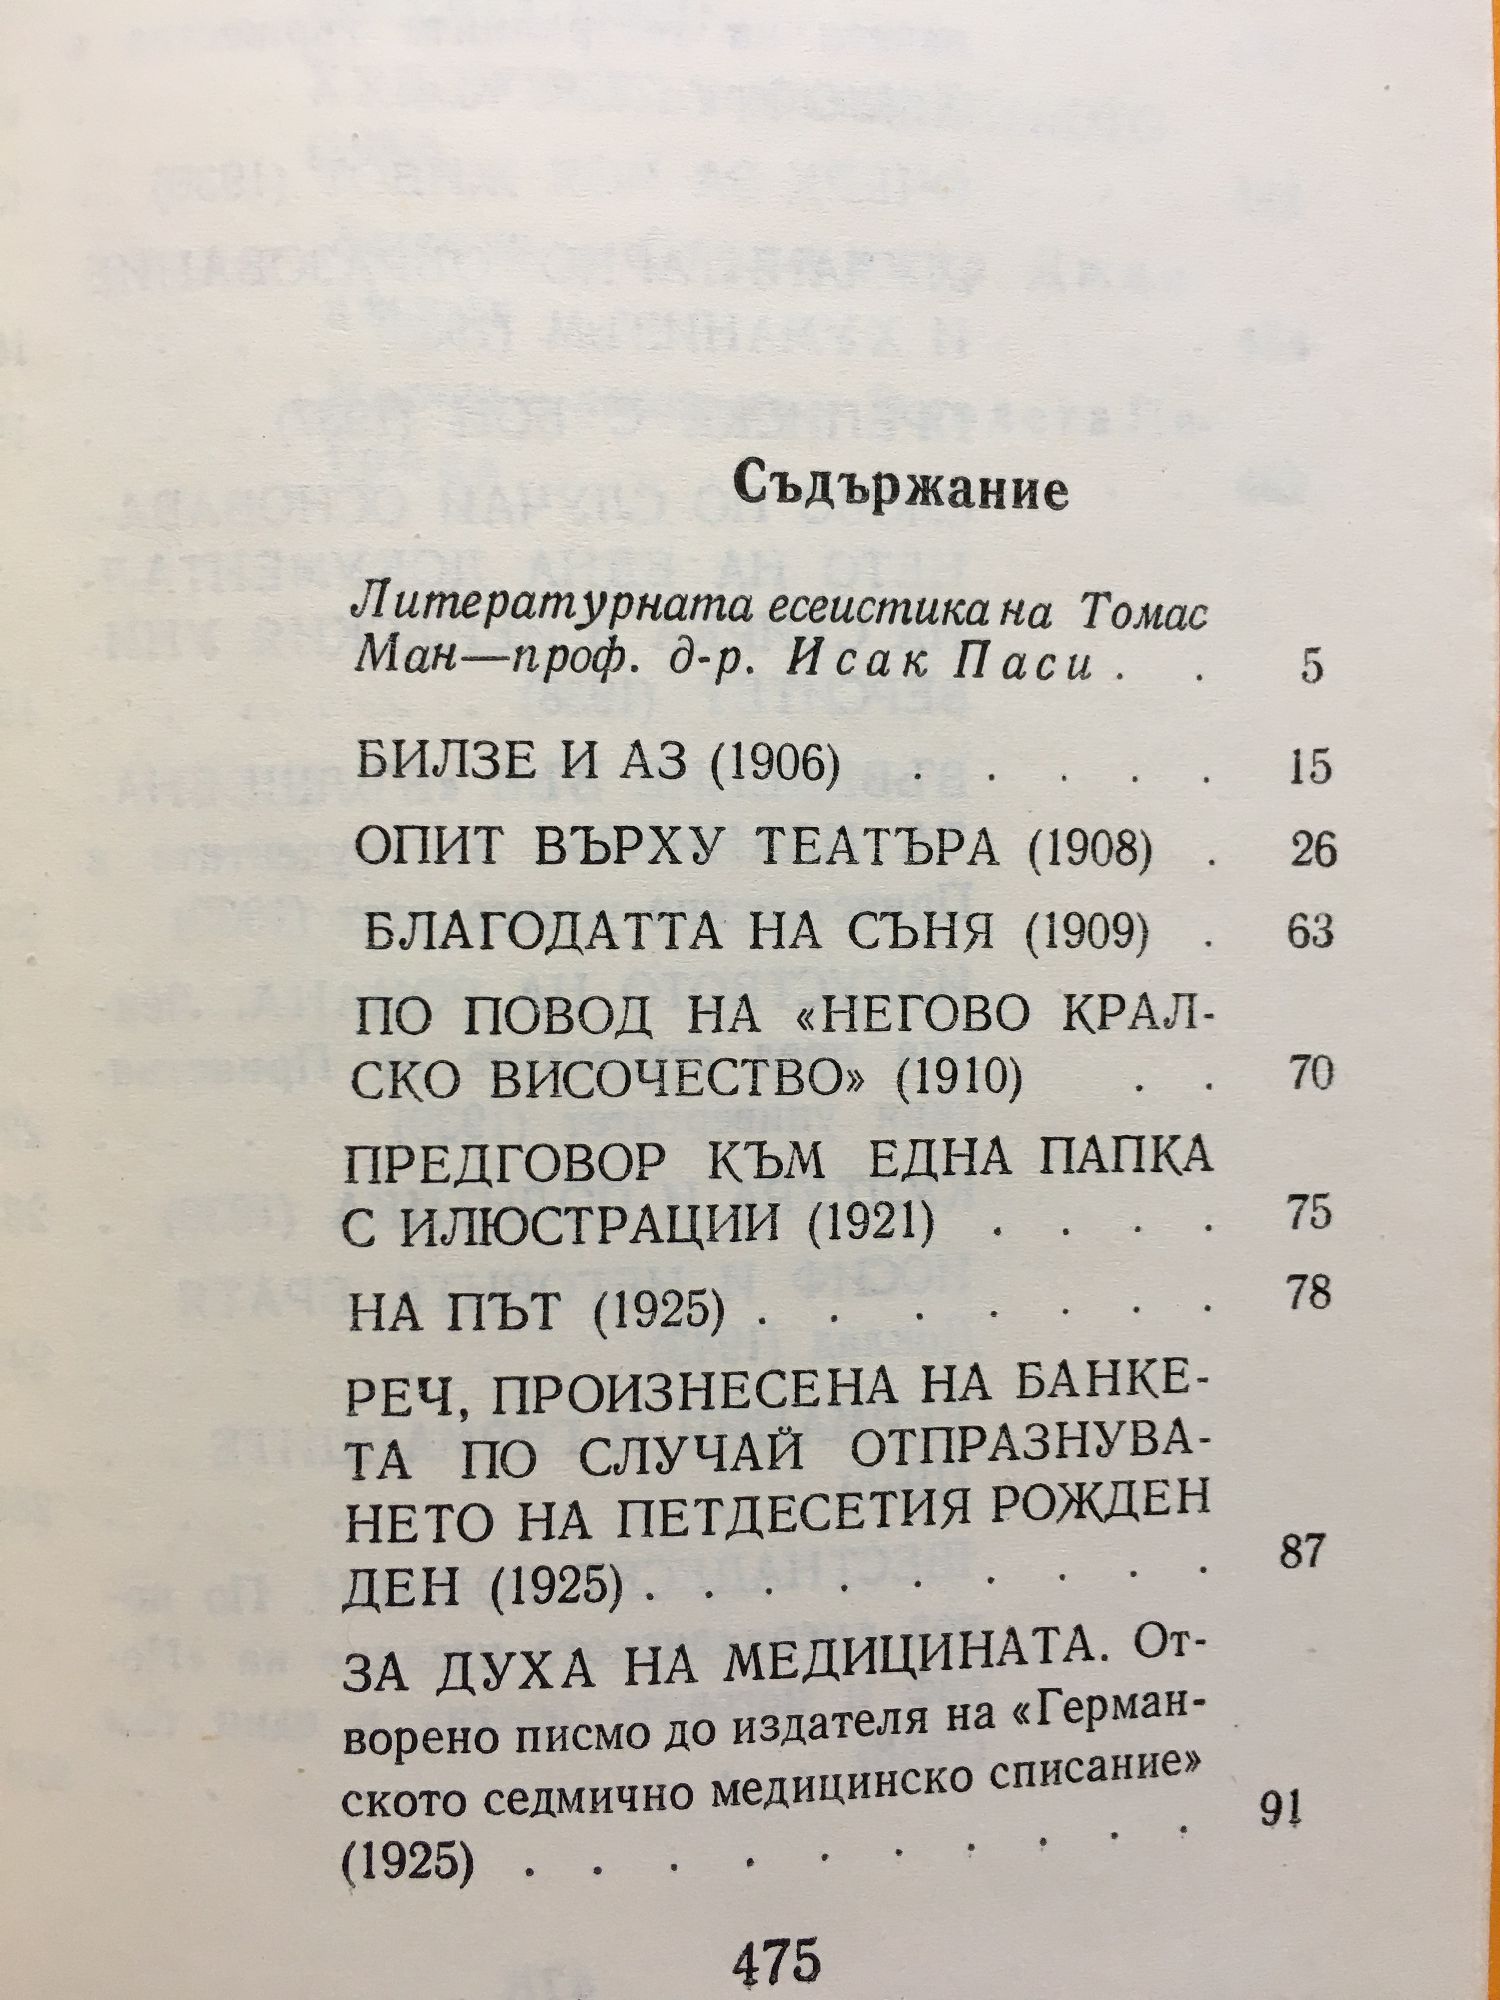 Съдържание
Литературната есеистика на Томас
Ман—проф. д-р. Исак Паси . . 5
БИЛЗЕ И АЗ (1906) . . . . . 15
ОПИТ ВЪРХУ ТЕАТЪРА (1908) . 26
БЛАГОДАТТА НА СЪНЯ (1909) . 63
ПО ПОВОД НА «НЕГОВО КРАЛ-
СКО ВИСОЧЕСТВО» (1910) . . 70
ПРЕДГОВОР КЪМ ЕДНА ПАПКА
С ИЛЮСТРАЦИИ (1921) . . . . 75
НА ПЪТ (1925) . . . . . . . 78
РЕЧ, ПРОИЗНЕСЕНА НА БАНКЕ-
ТА ПО СЛУЧАЙ ОТПРАЗНУВА-
НЕТО НА ПЕТДЕСЕТИЯ РОЖДЕН
ДЕН (1925) . . . . . . . . . 87
ЗА ДУХА НА МЕДИЦИНАТА. От-
ворено писмо до издателя на «Герман-
ското седмично медицинско списание»
(1925) . . . . . . . . . . 91
475